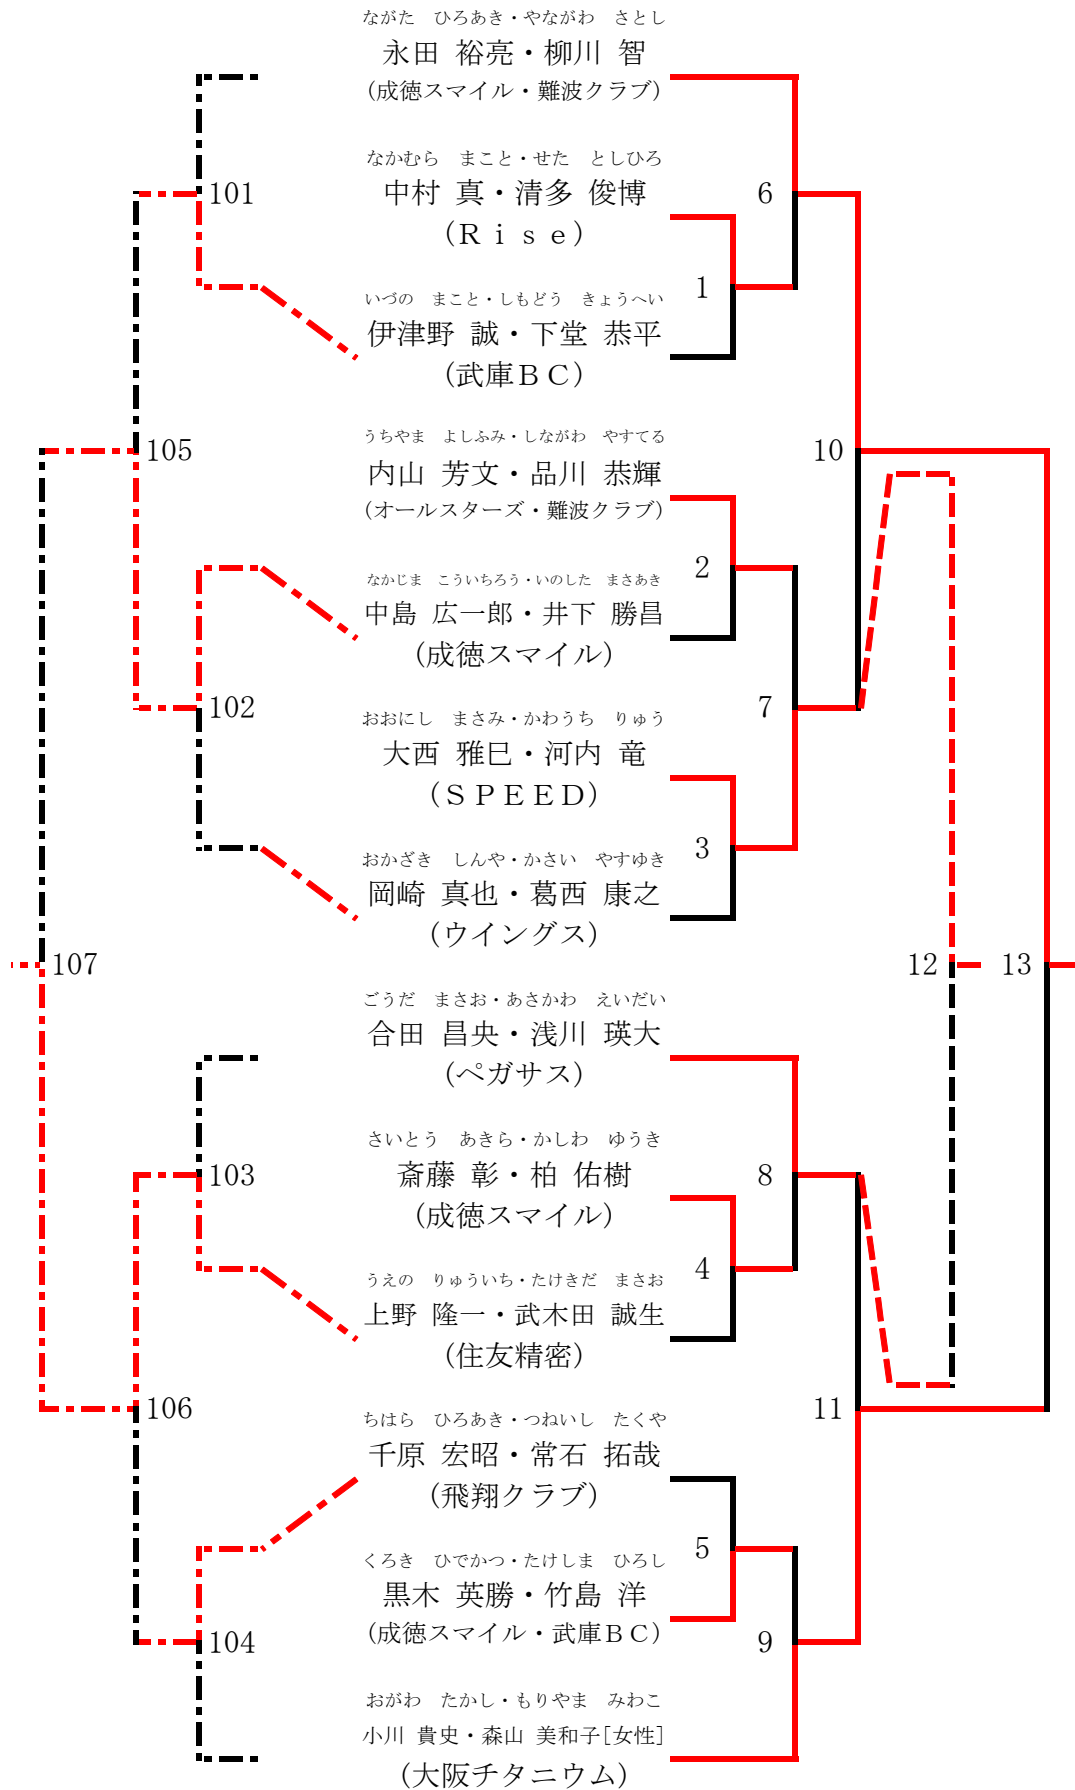 ながた　ひろあき・やながわ　さとし
永田 裕亮・柳川 智
(成徳スマイル・難波クラブ)
なかむら　まこと・せた　としひろ
中村 真・清多 俊博
(Ｒｉｓｅ)
いづの　まこと・しもどう　きょうへい
伊津野 誠・下堂 恭平
(武庫ＢＣ)
うちやま　よしふみ・しながわ　やすてる
内山 芳文・品川 恭輝
(オールスターズ・難波クラブ)
なかじま　こういちろう・いのした　まさあき
中島 広一郎・井下 勝昌
(成徳スマイル)
おおにし　まさみ・かわうち　りゅう
大西 雅巳・河内 竜
(ＳＰＥＥＤ)
おかざき　しんや・かさい　やすゆき
岡崎 真也・葛西 康之
(ウイングス)
ごうだ　まさお・あさかわ　えいだい
合田 昌央・浅川 瑛大
(ペガサス)
さいとう　あきら・かしわ　ゆうき
斎藤 彰・柏 佑樹
(成徳スマイル)
うえの　りゅういち・たけきだ　まさお
上野 隆一・武木田 誠生
(住友精密)
ちはら　ひろあき・つねいし　たくや
千原 宏昭・常石 拓哉
(飛翔クラブ)
くろき　ひでかつ・たけしま　ひろし
黒木 英勝・竹島 洋
(成徳スマイル・武庫ＢＣ)
おがわ　たかし・もりやま　みわこ
小川 貴史・森山 美和子[女性]
(大阪チタニウム)
101
102
103
104
105
106
107
1
2
3
4
5
6
7
8
9
10
11
12
13